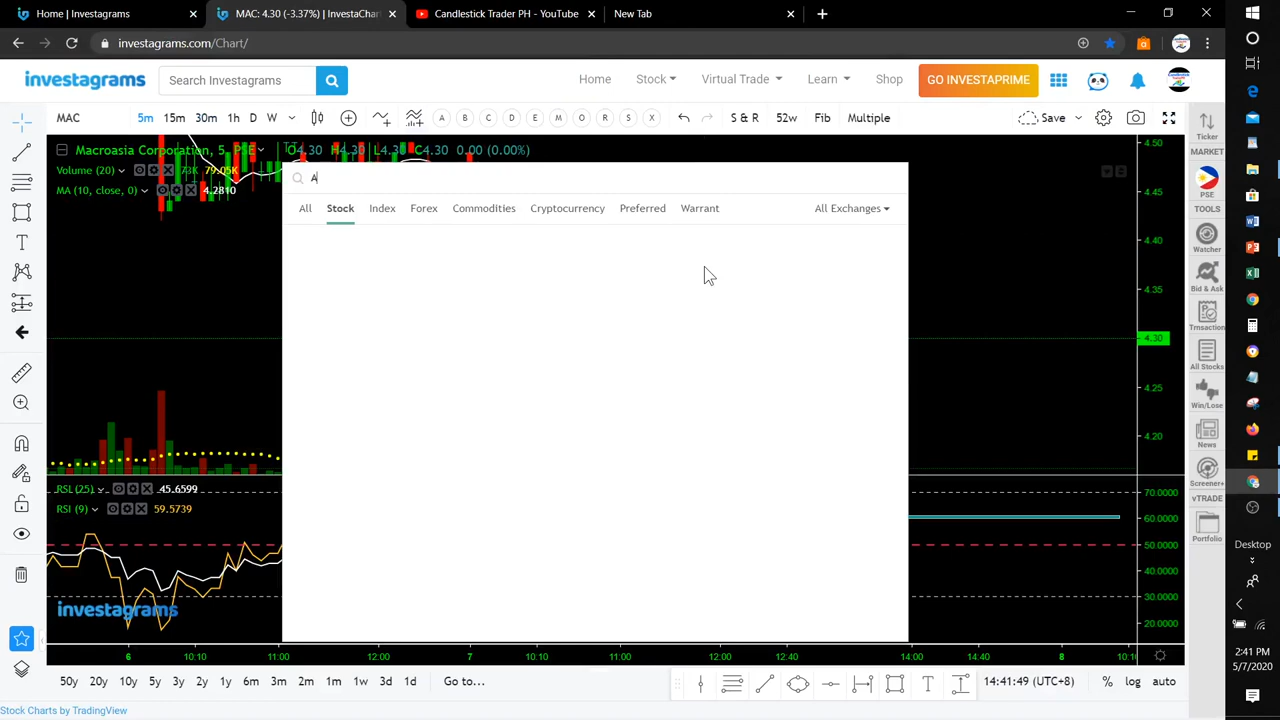 Home | Investagrams
MAC: 4.30 (-3.37%) | InvestaChar
Candlestick Trader PH - YouTube
New Tab
investagrams.com/Chart/
investagrams
Search Investagrams
Home
Stock
Virtual Trade
Learn
Shop
GO INVESTAPRIME
MAC
5m
15m
30m
1h
D
W
A
B
C
D
E
M
O
R
S
X
S & R
52w
Fib
Multiple
Save
Macroasia Corporation, 5, PSE
O4.30 H4.30 L4.30 C4.30 0.00 (0.00%)
Volume (20)
73K 79.05K
MA (10, close, 0)
4.2810
A
All
Stock
Index
Forex
Commodities
Cryptocurrency
Preferred
Warrant
All Exchanges
4.50
4.45
4.40
4.35
4.30
4.25
4.20
RSI (25)
45.6599
RSI (9)
59.5739
70.0000
60.0000
50.0000
40.0000
30.0000
20.0000
investagrams
6
10:10
11:00
12:00
7
10:10
11:00
12:00
12:40
14:00
14:40
8
10:10
50y
20y
10y
5y
3y
2y
1y
6m
3m
2m
1m
1w
3d
1d
Go to...
14:41:49 (UTC+8)
%
log
auto
Stock Charts by TradingView
Ticker
MARKET
PSE
TOOLS
Watcher
Bid & Ask
Trnsaction
All Stocks
Win/Lose
News
Screener+
vTRADE
Portfolio
Desktop
2:41 PM
5/7/2020